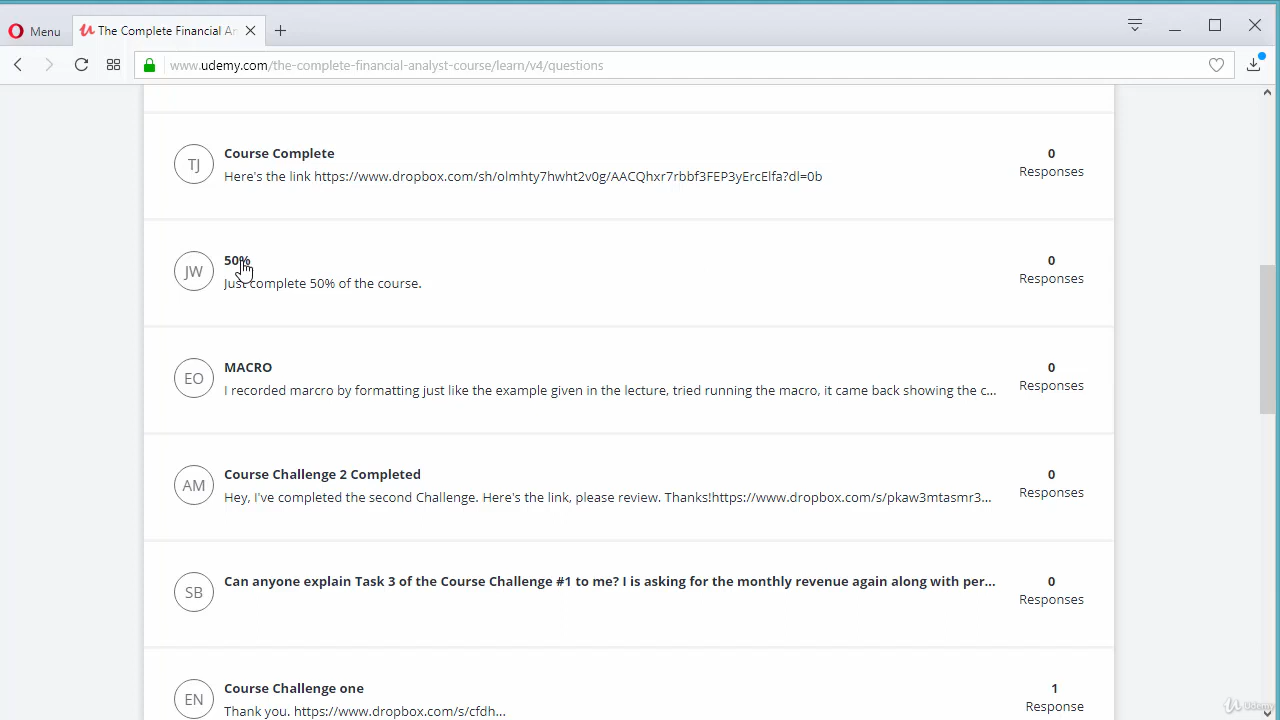 Menu
The Complete Financial An
www.udemy.com/the-complete-financial-analyst-course/learn/v4/questions
TJ
Course Complete
Here's the link https://www.dropbox.com/sh/olmhty7hwht2v0g/AACQhxr7rbbf3FEP3yErcElfa?dl=0b
0
Responses
JW
50%
Just complete 50% of the course.
0
Responses
EO
MACRO
I recorded marcro by formatting just like the example given in the lecture, tried running the macro, it came back showing the c...
0
Responses
AM
Course Challenge 2 Completed
Hey, I've completed the second Challenge. Here's the link, please review. Thanks!https://www.dropbox.com/s/pkaw3mtasmr3...
0
Responses
SB
Can anyone explain Task 3 of the Course Challenge #1 to me? I is asking for the monthly revenue again along with per...
0
Responses
EN
Course Challenge one
Thank you. https://www.dropbox.com/s/cfdh...
1
Response
Udemy